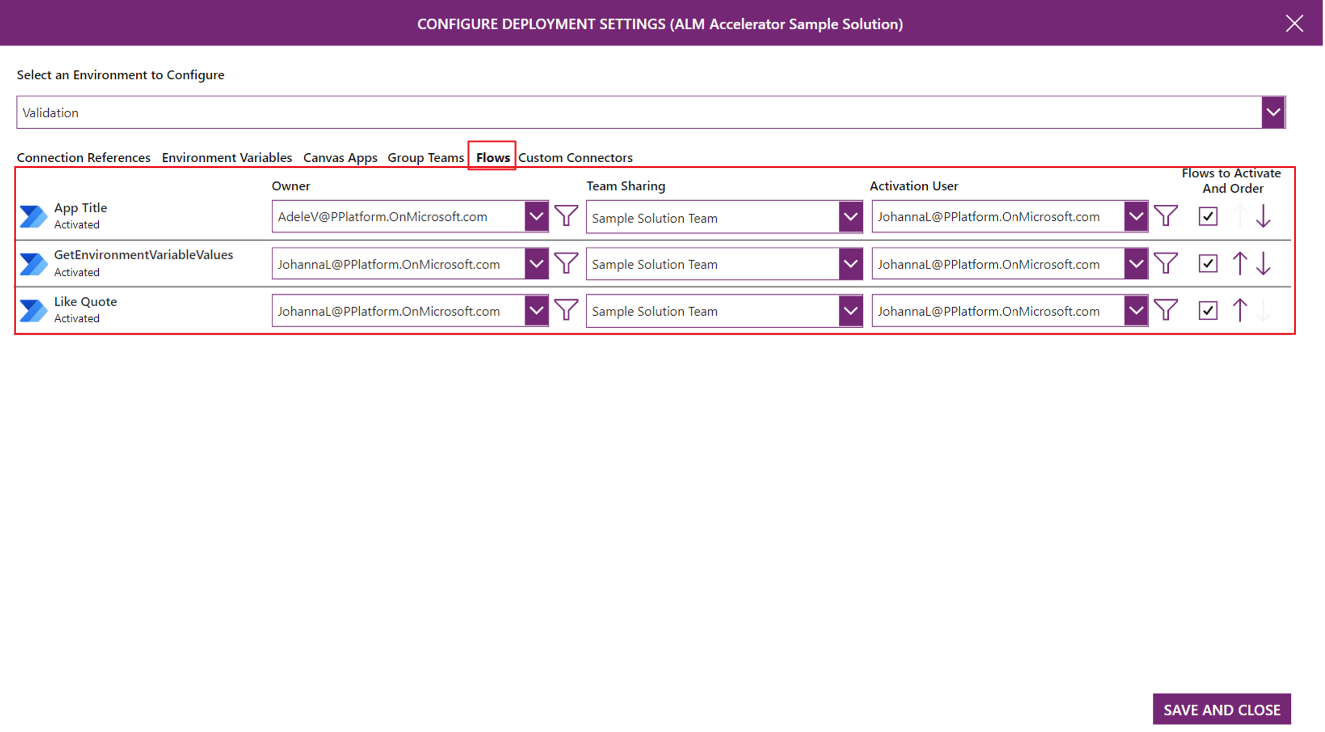 CONFIGURE DEPLOYMENT SETTINGS (ALM Accelerator Sample Solution)
Select an Environment to Configure
Validation
Connection References Environment Variables Canvas Apps Group Teams Flows Custom Connectors
Owner Team Sharing Activation User Flows to Activate
And Order
App Title
Activated
AdeleV@PPlatform.OnMicrosoft.com Sample Solution Team JohannaL@PPlatform.OnMicrosoft.com
GetEnvironmentVariableValues
Activated
JohannaL@PPlatform.OnMicrosoft.com Sample Solution Team JohannaL@PPlatform.OnMicrosoft.com
Like Quote
Activated
JohannaL@PPlatform.OnMicrosoft.com Sample Solution Team JohannaL@PPlatform.OnMicrosoft.com
SAVE AND CLOSE